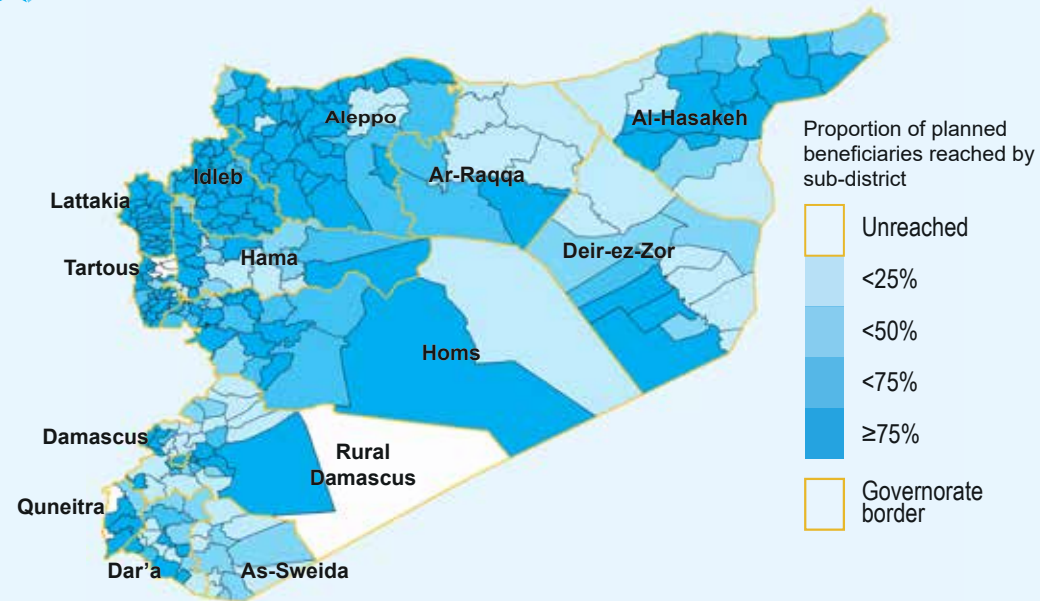 Aleppo
Al-Hasakeh
Idleb
Ar-Raqqa
Lattakia
Hama
Deir-ez-Zor
Tartous
Homs
Damascus
Rural
Damascus
Quneitra
Dar’a
As-Sweida
Proportion of planned
beneficiaries reached by
sub-district
Unreached
<25%
<50%
<75%
≥75%
Governorate
border